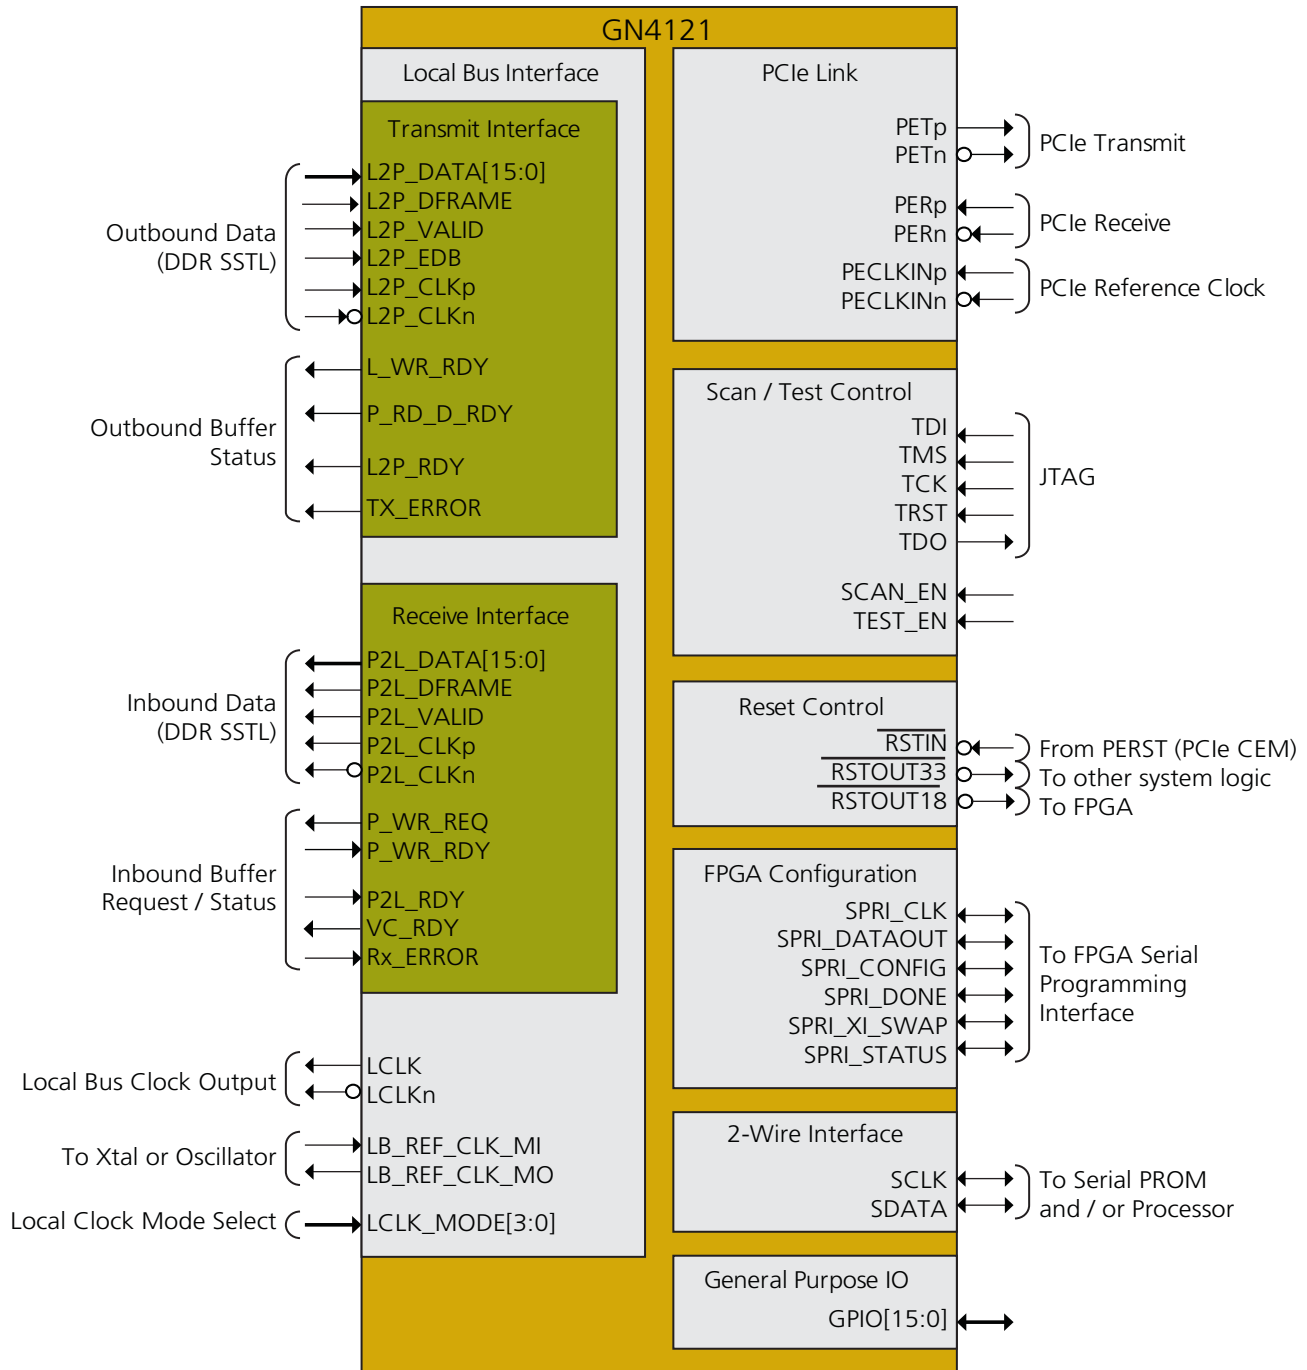 GN4121
Local Bus Interface
Transmit Interface
Outbound Data
(DDR SSTL)
L2P_DATA[15:0]
L2P_DFRAME
L2P_VALID
L2P_EDB
L2P_CLKp
L2P_CLKn
Outbound Buffer
Status
L_WR_RDY
P_RD_D_RDY
L2P_RDY
TX_ERROR
Receive Interface
Inbound Data
(DDR SSTL)
P2L_DATA[15:0]
P2L_DFRAME
P2L_VALID
P2L_CLKp
P2L_CLKn
Inbound Buffer
Request / Status
P_WR_REQ
P_WR_RDY
P2L_RDY
VC_RDY
Rx_ERROR
Local Bus Clock Output
LCLK
LCLKn
To Xtal or Oscillator
LB_REF_CLK_MI
LB_REF_CLK_MO
Local Clock Mode Select
LCLK_MODE[3:0]
PCIe Link
PETp
PETn
PCIe Transmit
PERp
PERn
PCIe Receive
PECLKINp
PECLKINn
PCIe Reference Clock
Scan / Test Control
TDI
TMS
TCK
TRST
TDO
JTAG
SCAN_EN
TEST_EN
Reset Control
RSTIN
From PERST (PCIe CEM)
RSTOUT33
To other system logic
RSTOUT18
To FPGA
FPGA Configuration
SPRI_CLK
SPRI_DATAOUT
SPRI_CONFIG
SPRI_DONE
SPRI_XI_SWAP
SPRI_STATUS
To FPGA Serial
Programming
Interface
2-Wire Interface
SCLK
SDATA
To Serial PROM
and / or Processor
General Purpose IO
GPIO[15:0]